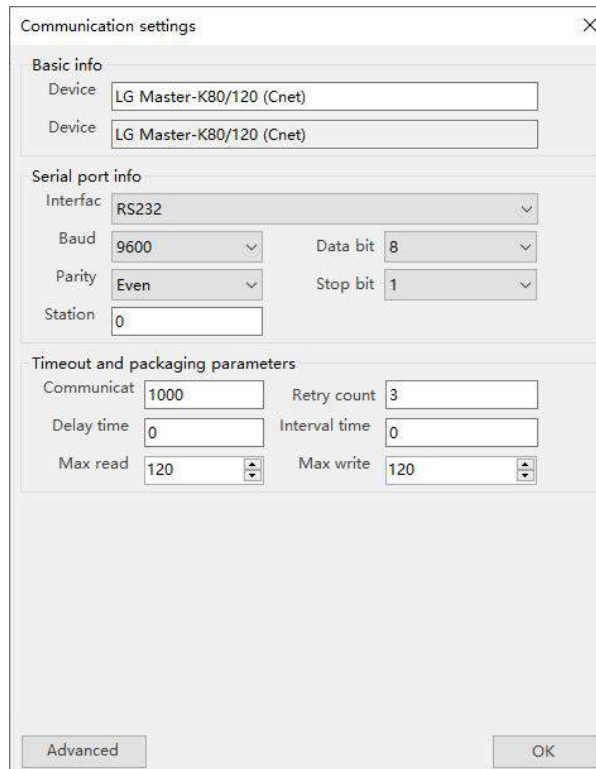 Communication settings
Basic info
Device LG Master-K80/120 (Cnet)
Device LG Master-K80/120 (Cnet)
Serial port info
Interfac RS232
Baud 9600 Data bit 8
Parity Even Stop bit 1
Station 0
Timeout and packaging parameters
Communicat 1000 Retry count 3
Delay time 0 Interval time 0
Max read 120 Max write 120
Advanced OK